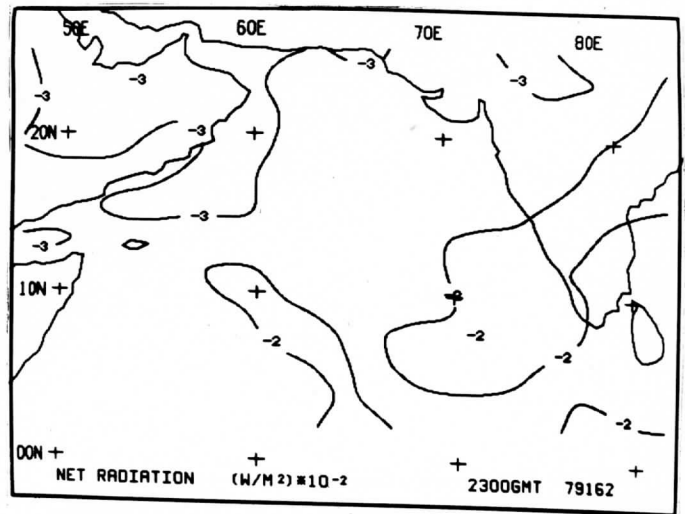 50E 60E 70E 80E
-3 -3 -3
-3
20N -3
-3
-3
10N -2
-2 -2
-2
-2
00N
NET RADIATION (W/M²)*10⁻² 2300GMT 79162